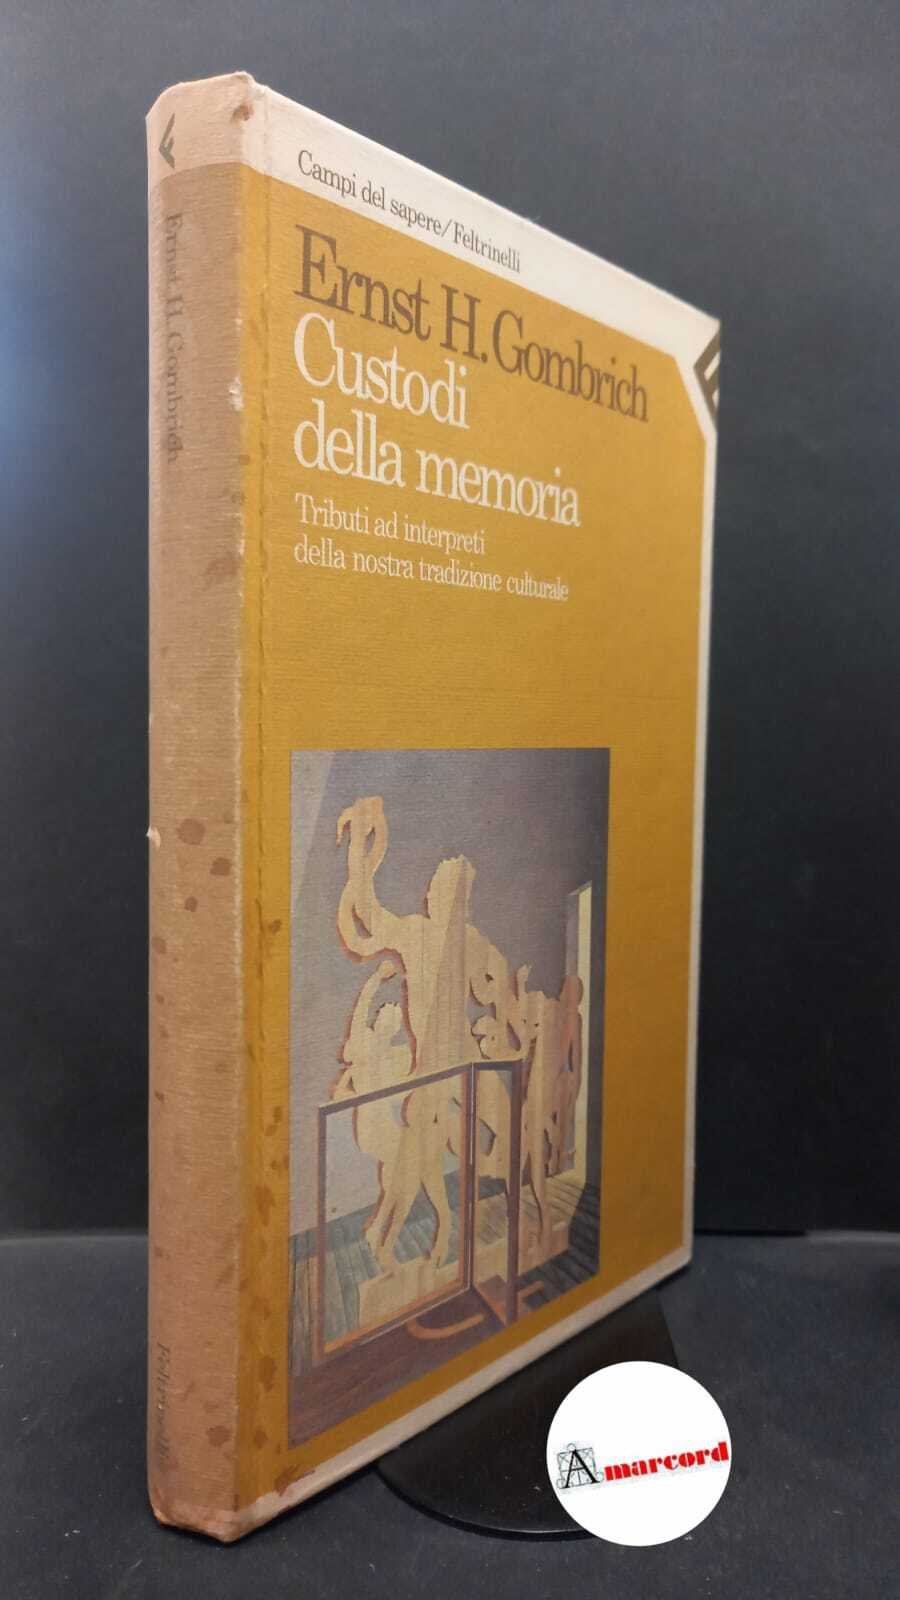 Campi del sapere/Feltrinelli
Ernst H. Gombrich
Custodi
della memoria
Tributi ad interpreti
della nostra tradizione culturale
Ernst H. Gombrich
Feltrinelli
Amarcord